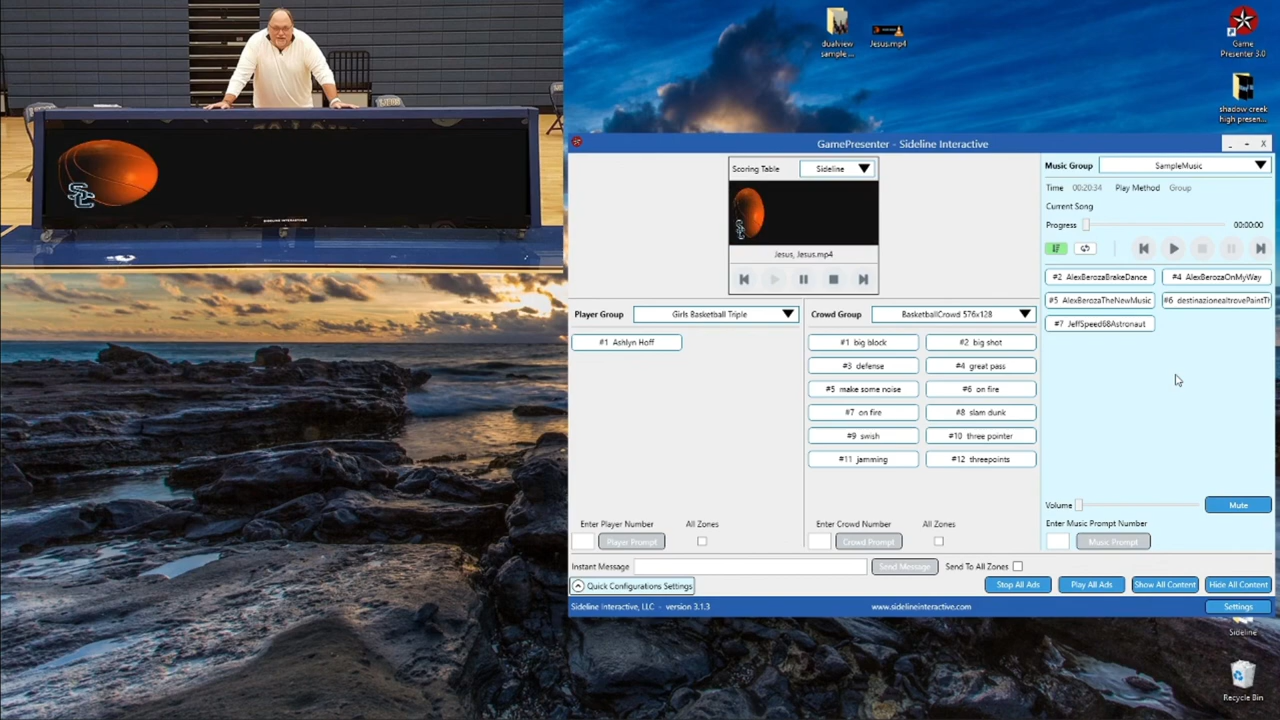 dualview
sample ...
Jesus.mp4
Game
Presenter 3.0
shadow creek
high presen...
SC
SIDELINE INTERACTIVE
GamePresenter - Sideline Interactive
Scoring Table
Sideline
Jesus, Jesus.mp4
Music Group
SampleMusic
Time 00:20:34 Play Method Group
Current Song
Progress 00:00:00
#2 AlexBerozaBrakeDance
#4 AlexBerozaOnMyWay
#5 AlexBerozaTheNewMusic
#6 destinazionealtrovePaintTh
#7 JeffSpeed68Astronaut
Player Group
Girls Basketball Triple
#1 Ashlyn Hoff
Crowd Group
BasketballCrowd 576x128
#1 big block
#2 big shot
#3 defense
#4 great pass
#5 make some noise
#6 on fire
#7 on fire
#8 slam dunk
#9 swish
#10 three pointer
#11 jamming
#12 threepoints
Volume
Mute
Enter Player Number
All Zones
Player Prompt
Enter Crowd Number
All Zones
Crowd Prompt
Enter Music Prompt Number
Music Prompt
Instant Message
Send Message
Send To All Zones
Quick Configurations Settings
Stop All Ads
Play All Ads
Show All Content
Hide All Content
Sideline Interactive, LLC - version 3.1.3
www.sidelineinteractive.com
Settings
Sideline
Recycle Bin